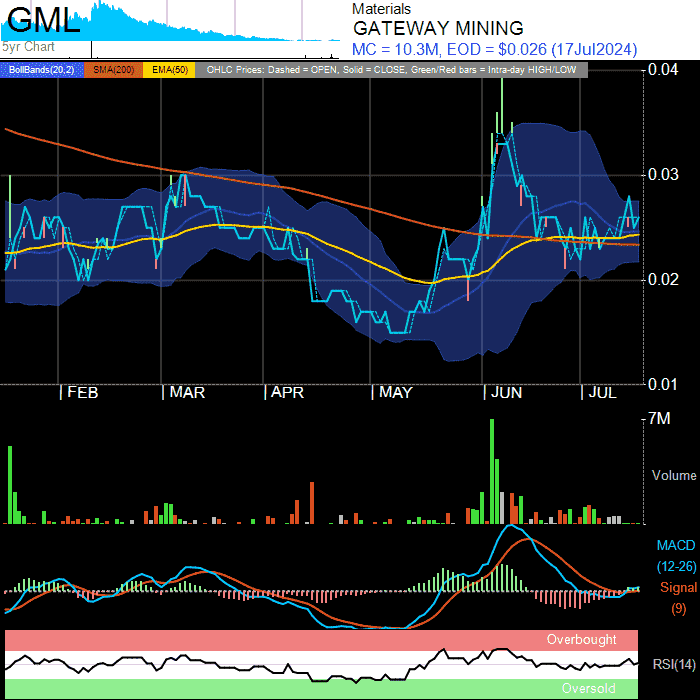 GML
5yr Chart
Materials
GATEWAY MINING
MC = 10.3M, EOD = $0.026 (17Jul2024)
BollBands(20,2) SMA(200) EMA(50) OHLC Prices: Dashed = OPEN, Solid = CLOSE, Green/Red bars = Intra-day HIGH/LOW
0.04
0.03
0.02
0.01
FEB MAR APR MAY JUN JUL
7M
Volume
MACD
(12-26)
Signal
(9)
Overbought
RSI(14)
Oversold